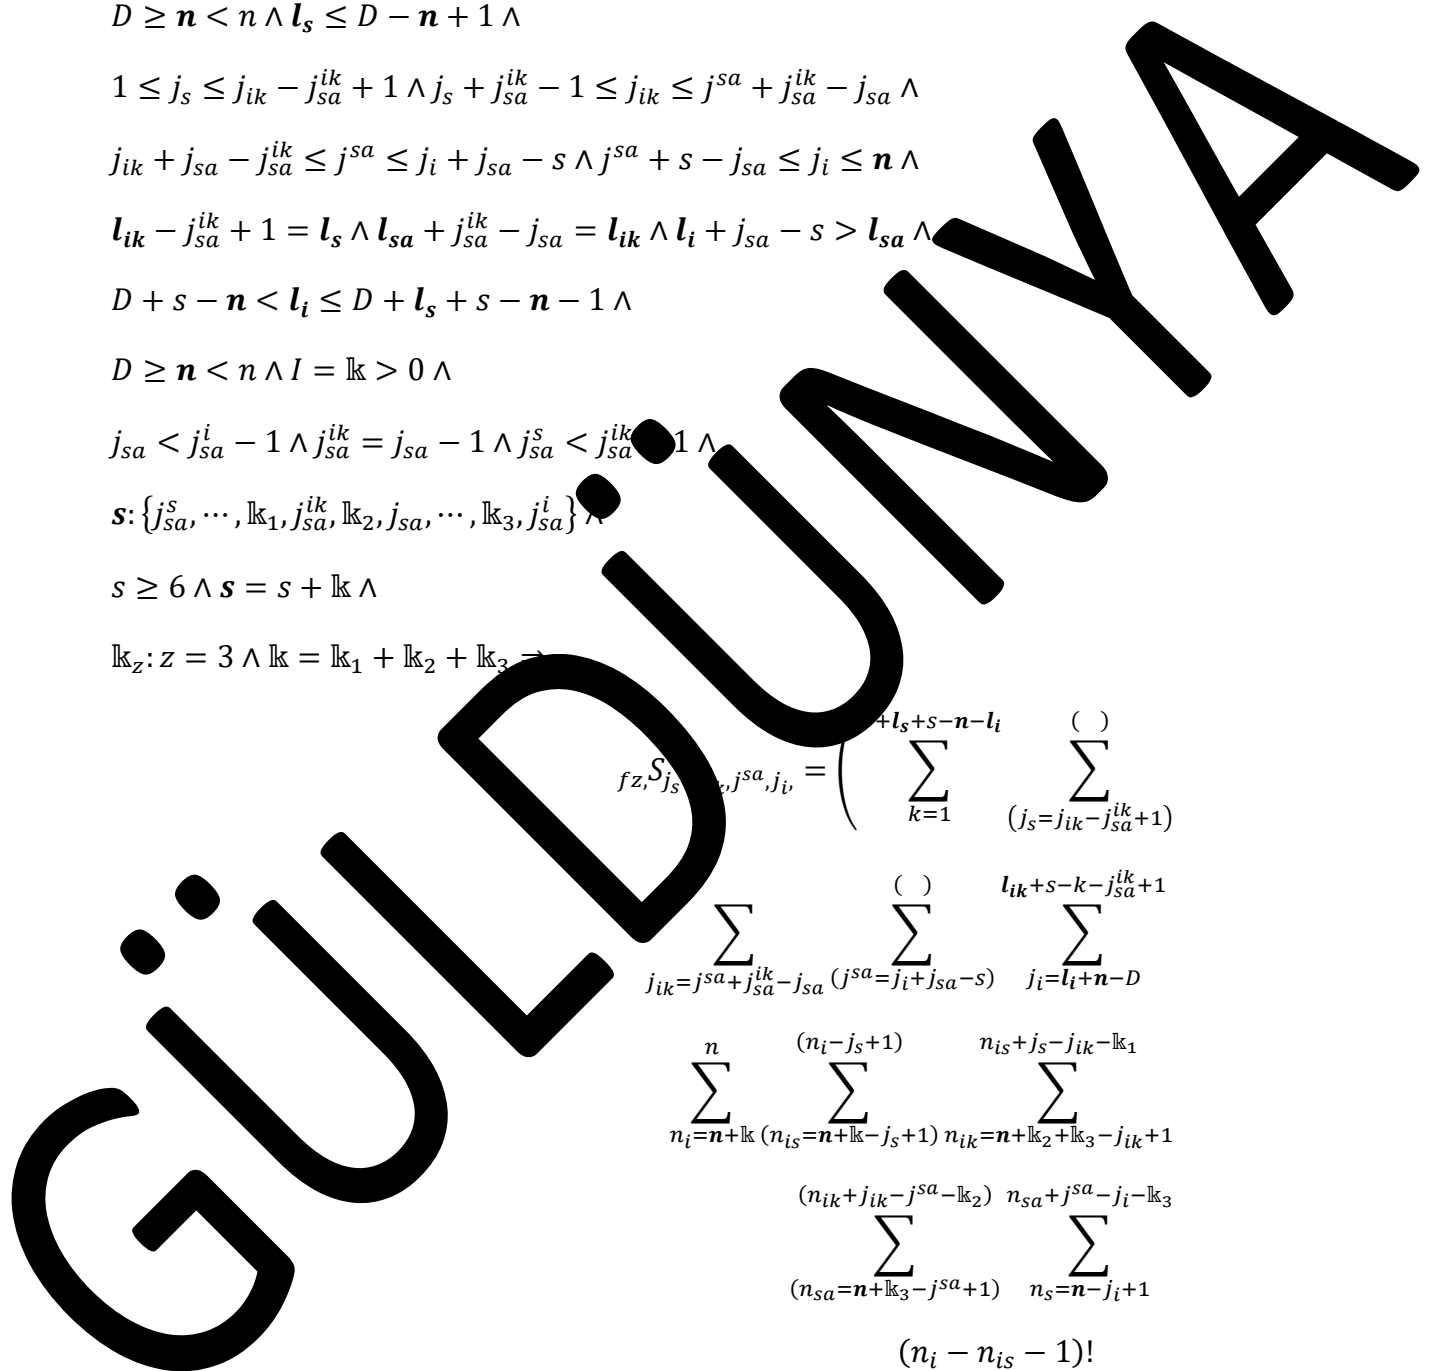 D ≥ n < n ∧ l_s ≤ D − n + 1 ∧
1 ≤ j_s ≤ j_{ik} − j_{sa}^{ik} + 1 ∧ j_s + j_{sa}^{ik} − 1 ≤ j_{ik} ≤ j^{sa} + j_{sa}^{ik} − j_{sa} ∧
j_{ik} + j_{sa} − j_{sa}^{ik} ≤ j^{sa} ≤ j_i + j_{sa} − s ∧ j^{sa} + s − j_{sa} ≤ j_i ≤ n ∧
l_{ik} − j_{sa}^{ik} + 1 = l_s ∧ l_{sa} + j_{sa}^{ik} − j_{sa} = l_{ik} ∧ l_i + j_{sa} − s > l_{sa} ∧
D + s − n < l_i ≤ D + l_s + s − n − 1 ∧
D ≥ n < n ∧ I = 𝕜 > 0 ∧
j_{sa} < j_{sa}^{i} − 1 ∧ j_{sa}^{ik} = j_{sa} − 1 ∧ j_{sa}^{s} < j_{sa}^{ik} 1 ∧
s: {j_{sa}^{s}, ⋯, 𝕜_1, j_{sa}^{ik}, 𝕜_2, j_{sa}, ⋯, 𝕜_3, j_{sa}^{i}} ∧
s ≥ 6 ∧ s = s + 𝕜 ∧
𝕜_z: z = 3 ∧ 𝕜 = 𝕜_1 + 𝕜_2 + 𝕜_3 ⇒
_{fz,}S_{j_s ,j^{sa},j_i,} = ( ∑_{k=1}^{+l_s+s−n−l_i} ∑_{(j_s=j_{ik}−j_{sa}^{ik}+1)}^{( )}
∑_{j_{ik}=j^{sa}+j_{sa}^{ik}−j_{sa}} ∑_{(j^{sa}=j_i+j_{sa}−s)}^{( )} ∑_{j_i=l_i+n−D}^{l_{ik}+s−k−j_{sa}^{ik}+1}
∑_{n_i=n+𝕜}^{n} ∑_{(n_{is}=n+𝕜−j_s+1)}^{(n_i−j_s+1)} ∑_{n_{ik}=n+𝕜_2+𝕜_3−j_{ik}+1}^{n_{is}+j_s−j_{ik}−𝕜_1}
∑_{(n_{sa}=n+𝕜_3−j^{sa}+1)}^{(n_{ik}+j_{ik}−j^{sa}−𝕜_2)} ∑_{n_s=n−j_i+1}^{n_{sa}+j^{sa}−j_i−𝕜_3}
(n_i − n_{is} − 1)!
GÜLDÜNYA